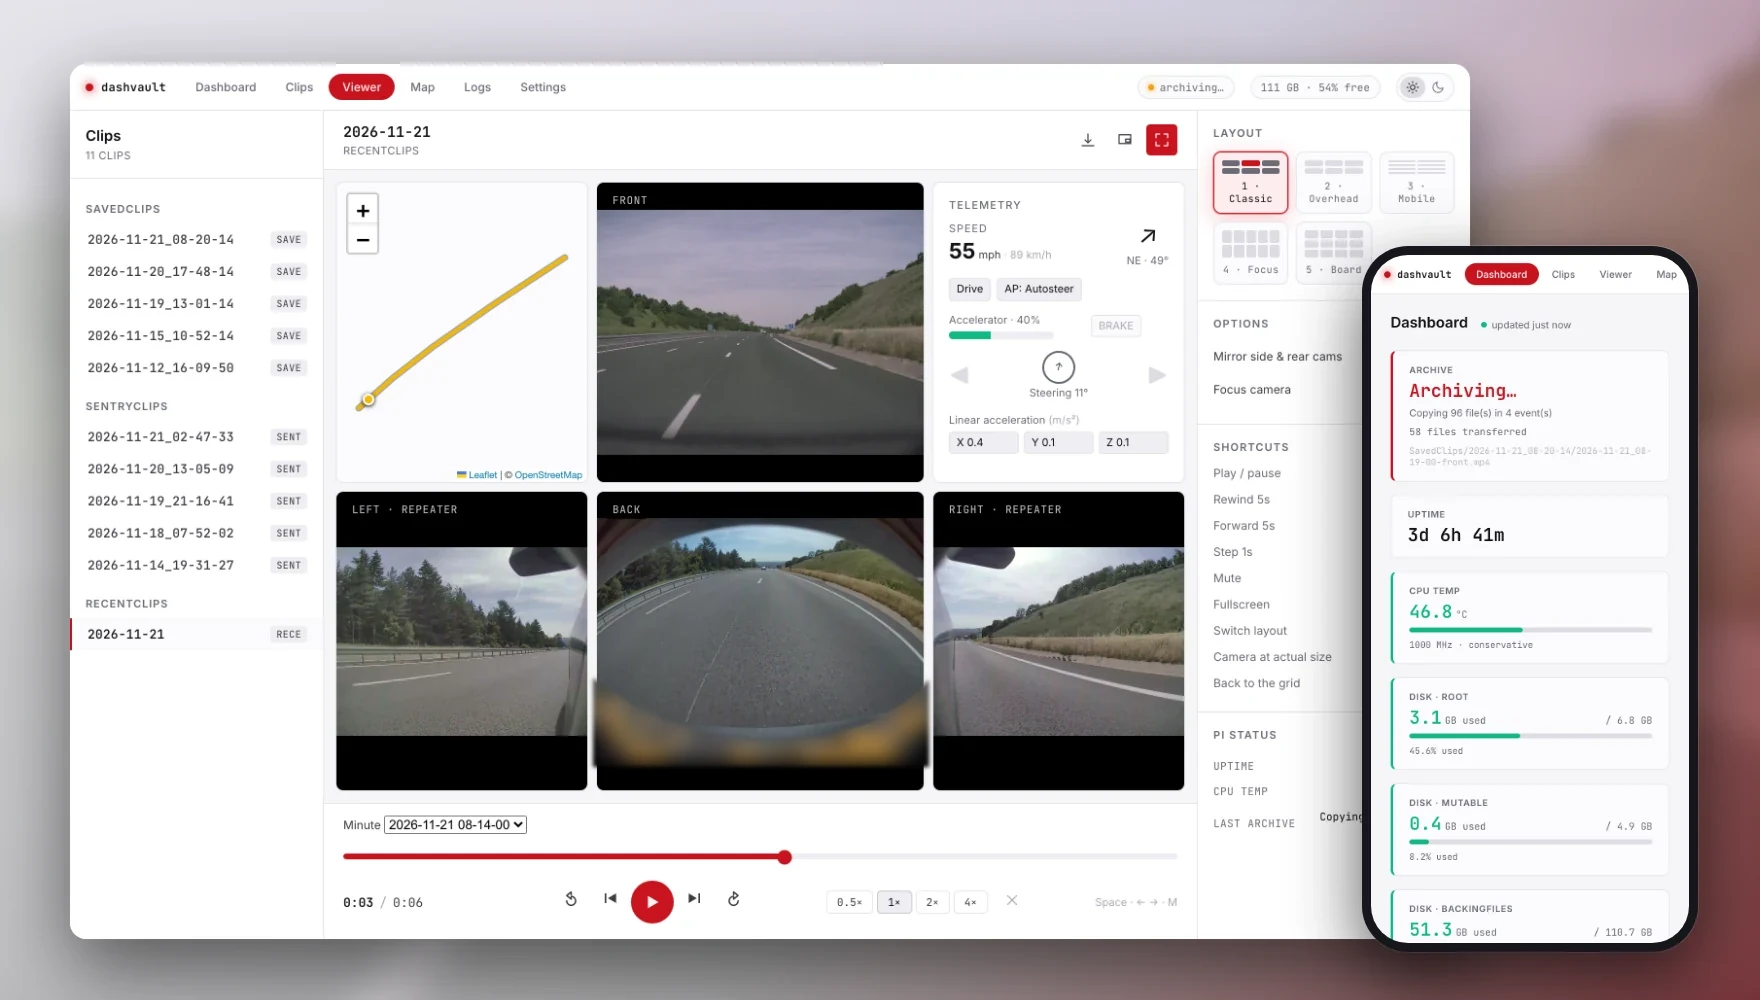 dashvault
Dashboard
Clips
Viewer
Map
Logs
Settings
archiving…
111 GB · 54% free
Clips
11 CLIPS
SAVEDCLIPS
2026-11-21_08-20-14 SAVE
2026-11-20_17-48-14 SAVE
2026-11-19_13-01-14 SAVE
2026-11-15_10-52-14 SAVE
2026-11-12_16-09-50 SAVE
SENTRYCLIPS
2026-11-21_02-47-33 SENT
2026-11-20_13-05-09 SENT
2026-11-19_21-16-41 SENT
2026-11-18_07-52-02 SENT
2026-11-14_19-31-27 SENT
RECENTCLIPS
2026-11-21 RECE
2026-11-21
RECENTCLIPS
+
−
Leaflet | © OpenStreetMap
FRONT
TELEMETRY
SPEED
55 mph · 89 km/h
NE · 49°
Drive
AP: Autosteer
Accelerator · 40%
BRAKE
Steering 11°
Linear acceleration (m/s²)
X 0.4
Y 0.1
Z 0.1
LEFT · REPEATER
BACK
RIGHT · REPEATER
Minute 2026-11-21 08-14-00
0:03 / 0:06
0.5×
1×
2×
4×
Space · ← → · M
LAYOUT
1 · Classic
2 · Overhead
3 · Mobile
4 · Focus
5 · Board
OPTIONS
Mirror side & rear cams
Focus camera
SHORTCUTS
Play / pause
Rewind 5s
Forward 5s
Step 1s
Mute
Fullscreen
Switch layout
Camera at actual size
Back to the grid
PI STATUS
UPTIME
CPU TEMP
LAST ARCHIVE Copying
dashvault
Dashboard
Clips
Viewer
Map
Dashboard
updated just now
ARCHIVE
Archiving…
Copying 96 file(s) in 4 event(s)
58 files transferred
SavedClips/2026-11-21_08-20-14/2026-11-21_08-
19-00-front.mp4
UPTIME
3d 6h 41m
CPU TEMP
46.8 °C
1000 MHz · conservative
DISK · ROOT
3.1 GB used / 6.8 GB
45.6% used
DISK · MUTABLE
0.4 GB used / 4.9 GB
8.2% used
DISK · BACKINGFILES
51.3 GB used / 110.7 GB